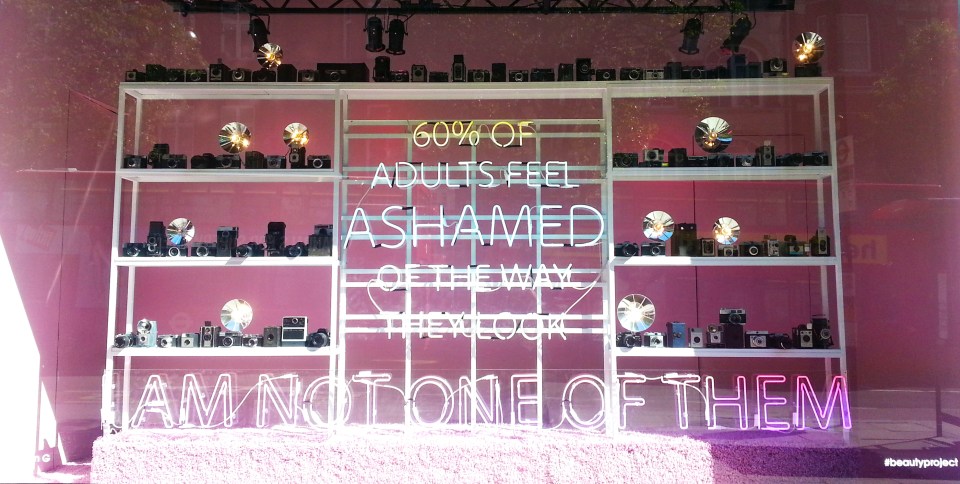 60% OF
ADULTS FEEL
ASHAMED
OF THE WAY
THEY LOOK
I AM NOT ONE OF THEM
#beautyproject